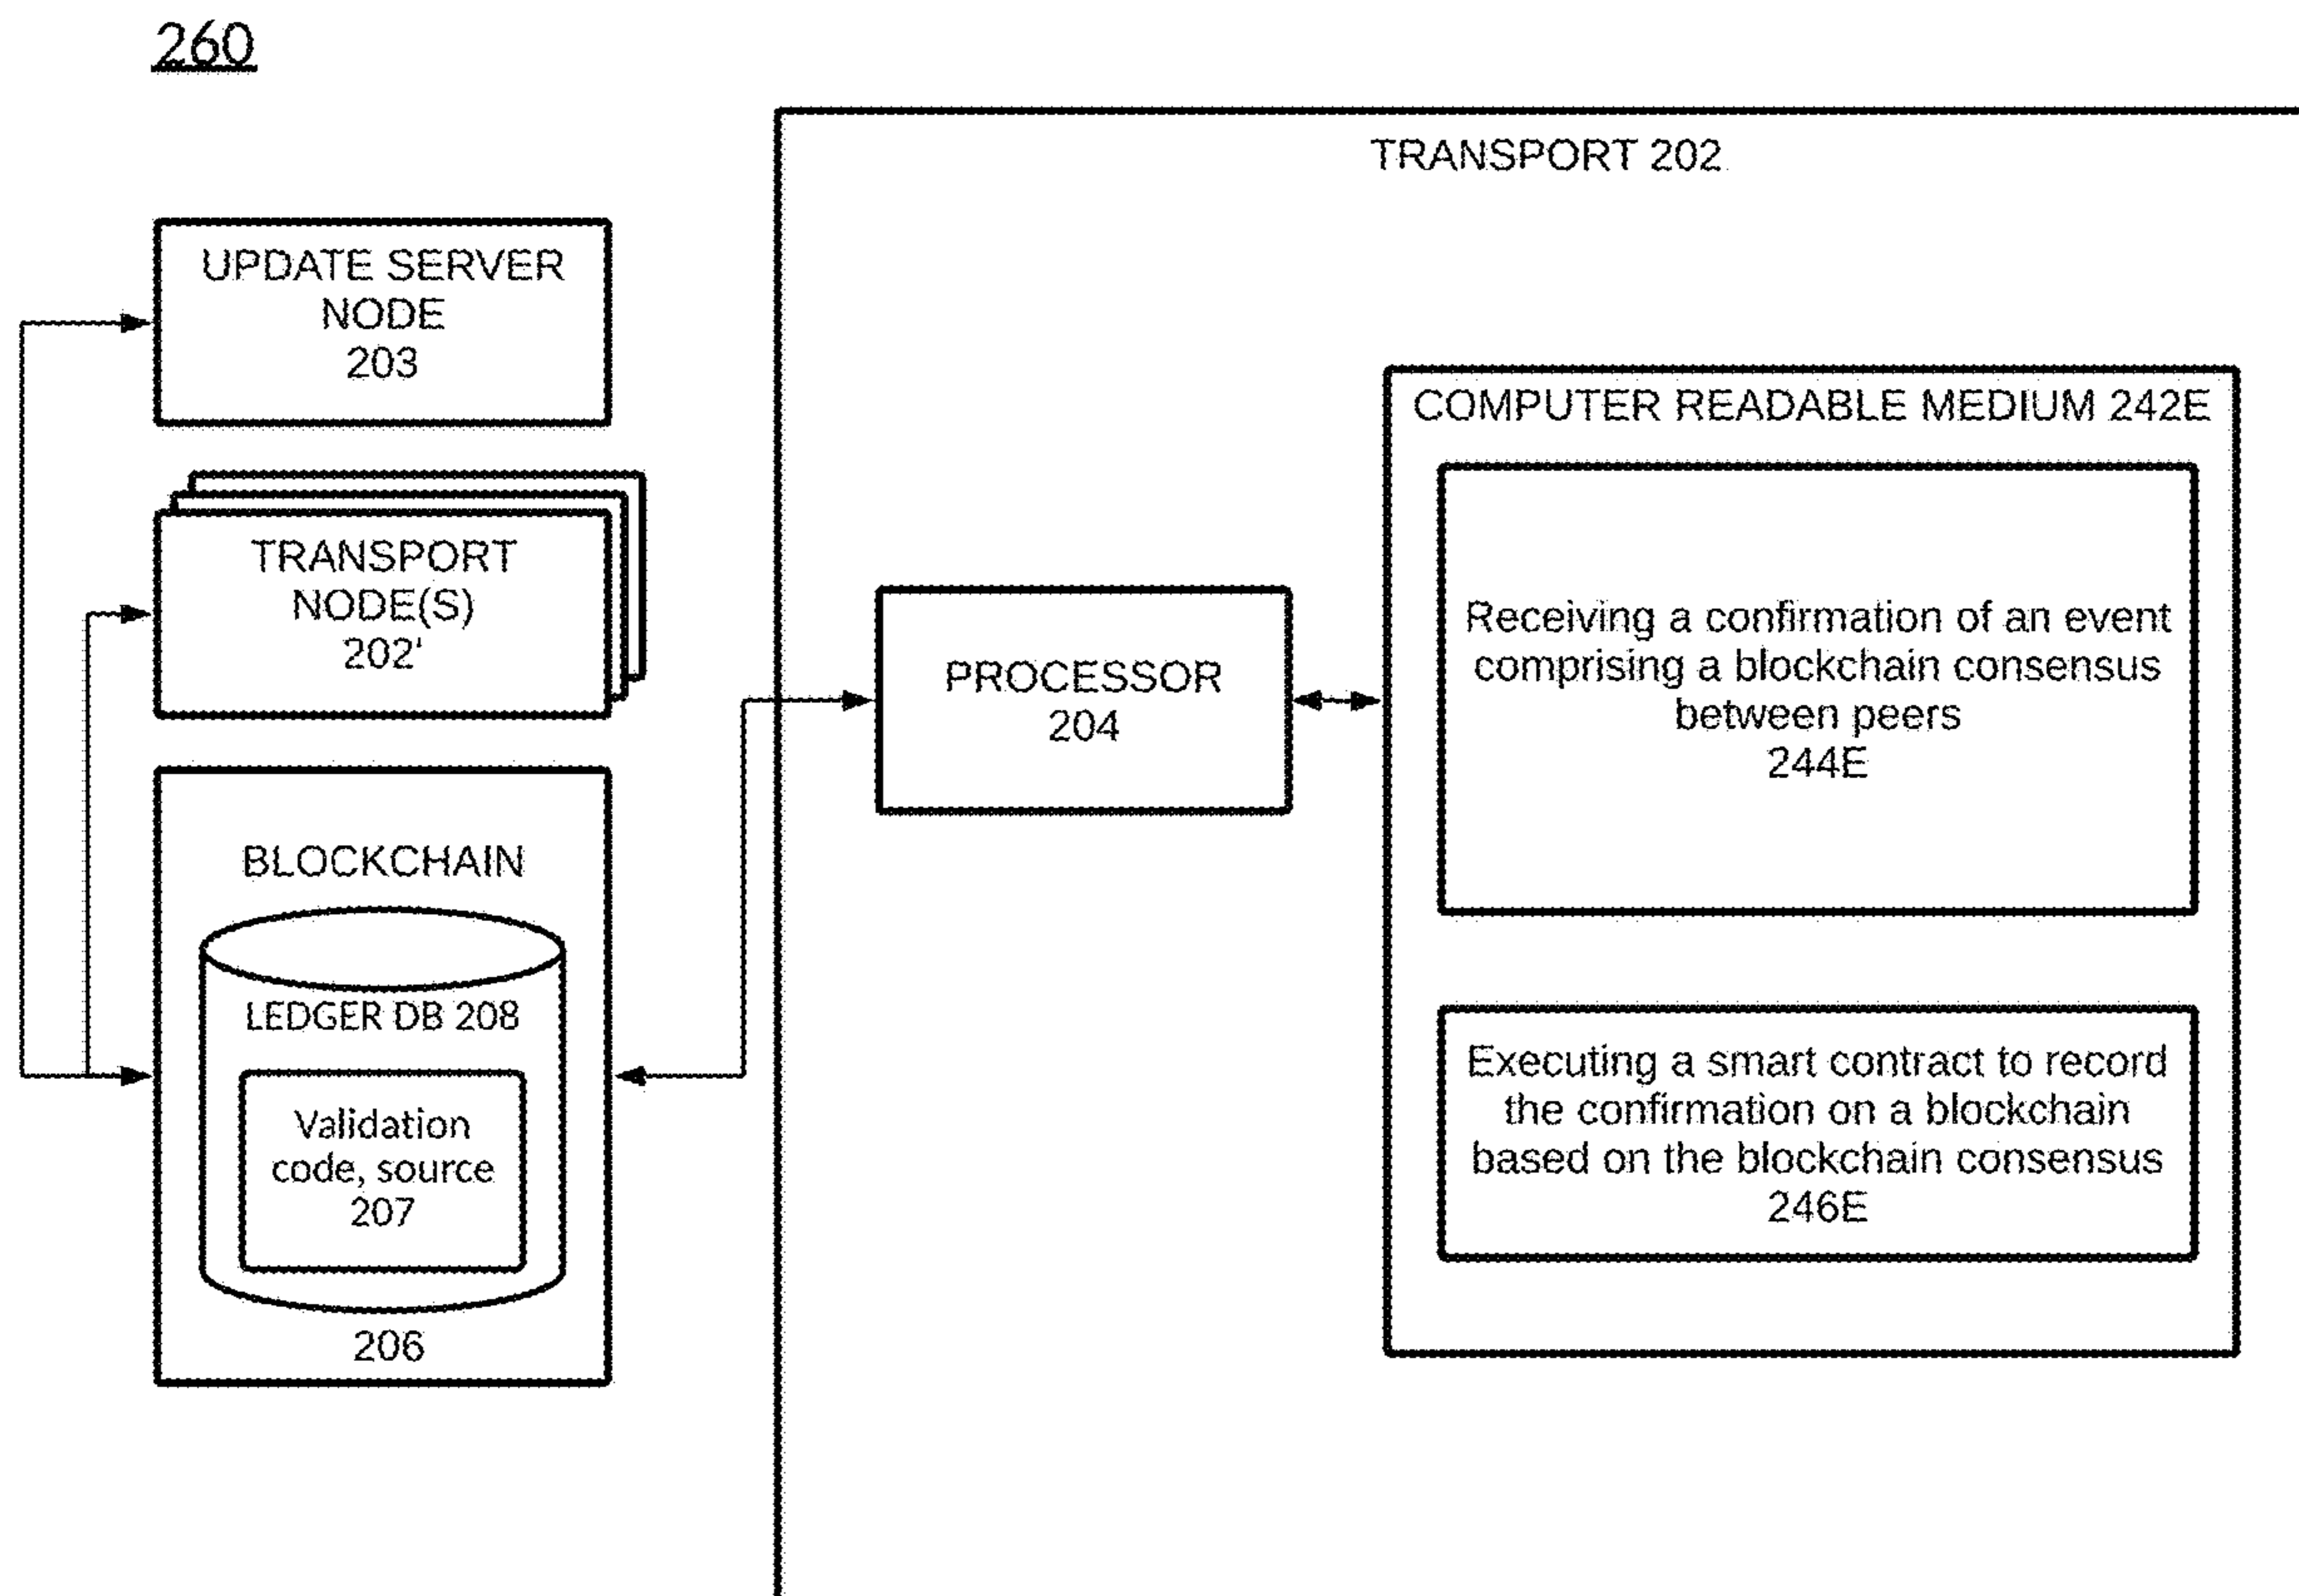 260
TRANSPORT 202
UPDATE SERVER
NODE
203
TRANSPORT
NODE(S)
202'
BLOCKCHAIN
LEDGER DB 208
Validation
code, source
207
206
PROCESSOR
204
COMPUTER READABLE MEDIUM 242E
Receiving a confirmation of an event
comprising a blockchain consensus
between peers
244E
Executing a smart contract to record
the confirmation on a blockchain
based on the blockchain consensus
246E